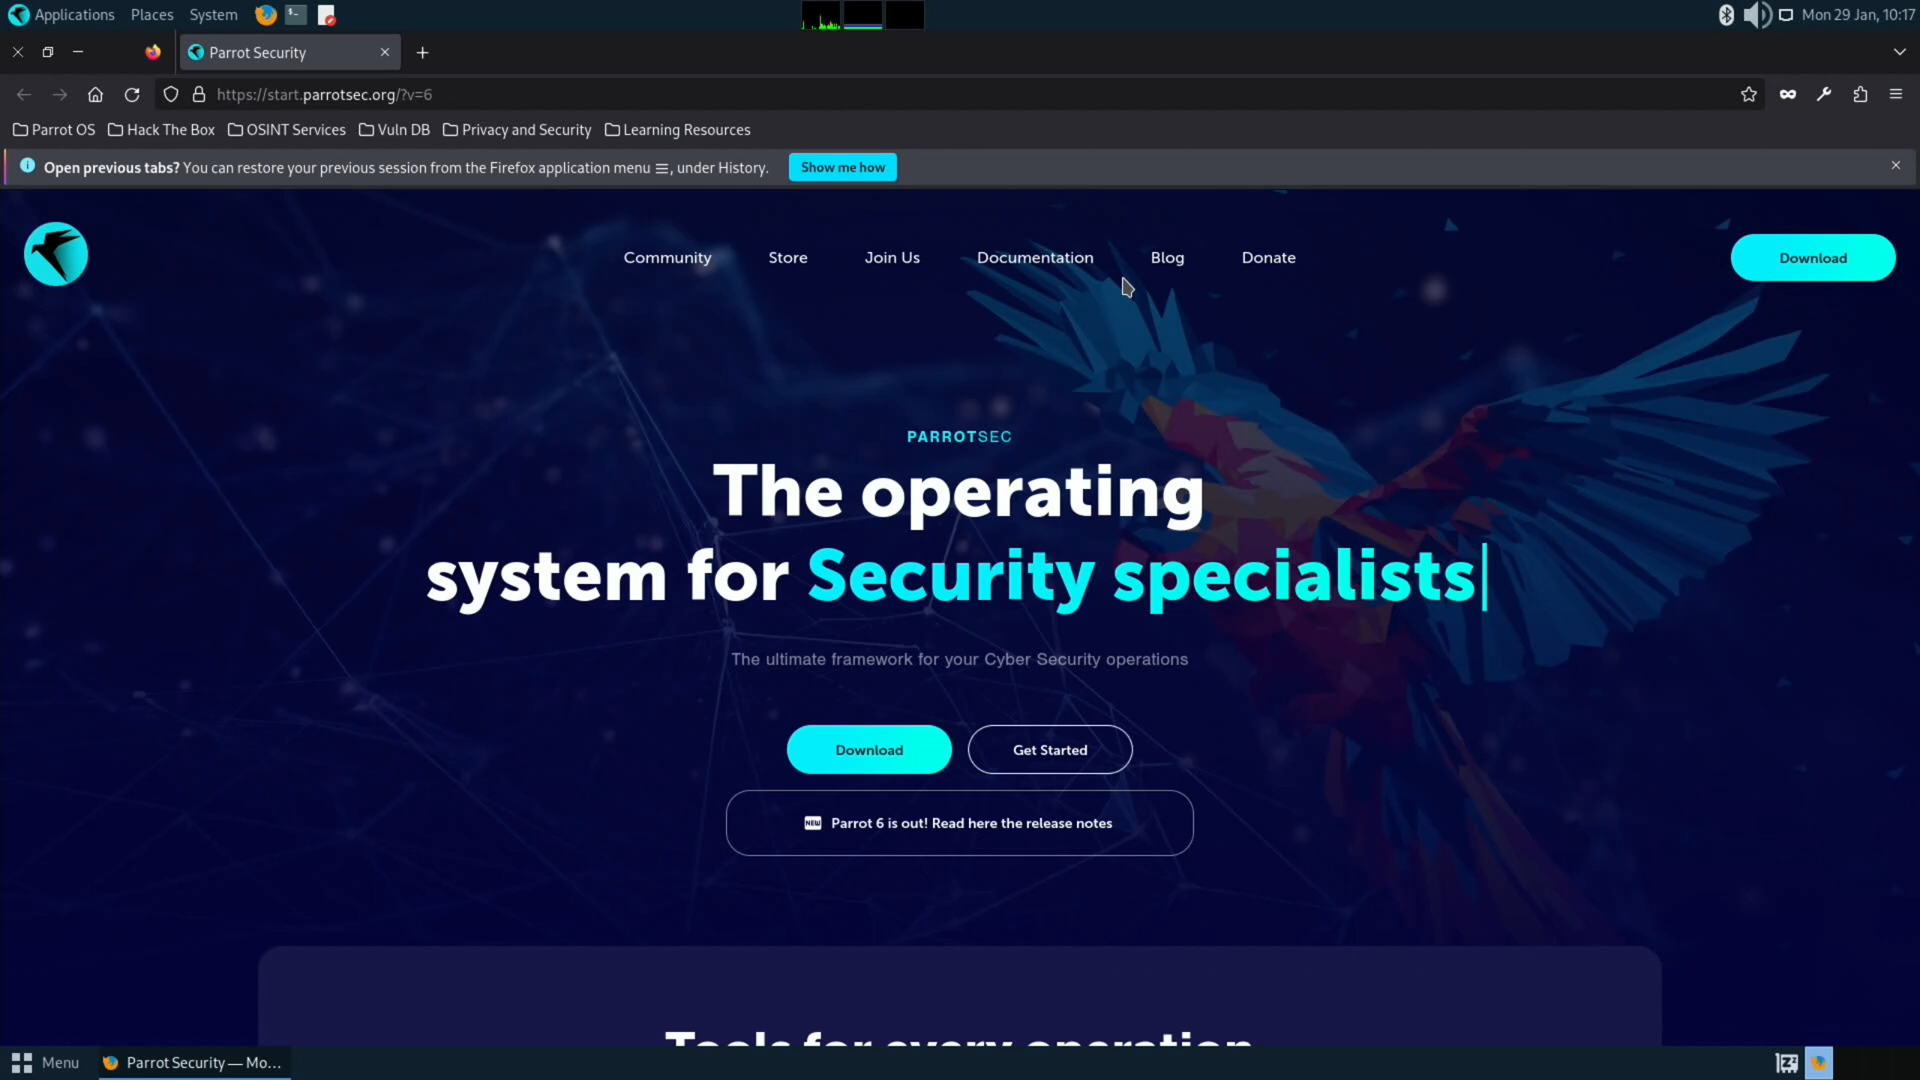 Applications Places System Mon 29 Jan, 10:17
Parrot Security
https://start.parrotsec.org/?v=6
Parrot OS Hack The Box OSINT Services Vuln DB Privacy and Security Learning Resources
Open previous tabs? You can restore your previous session from the Firefox application menu ☰, under History. Show me how
Community Store Join Us Documentation Blog Donate Download
PARROTSEC
The operating
system for Security specialists
The ultimate framework for your Cyber Security operations
Download Get Started
NEW Parrot 6 is out! Read here the release notes
Tools for every operation
Menu Parrot Security — Mo...